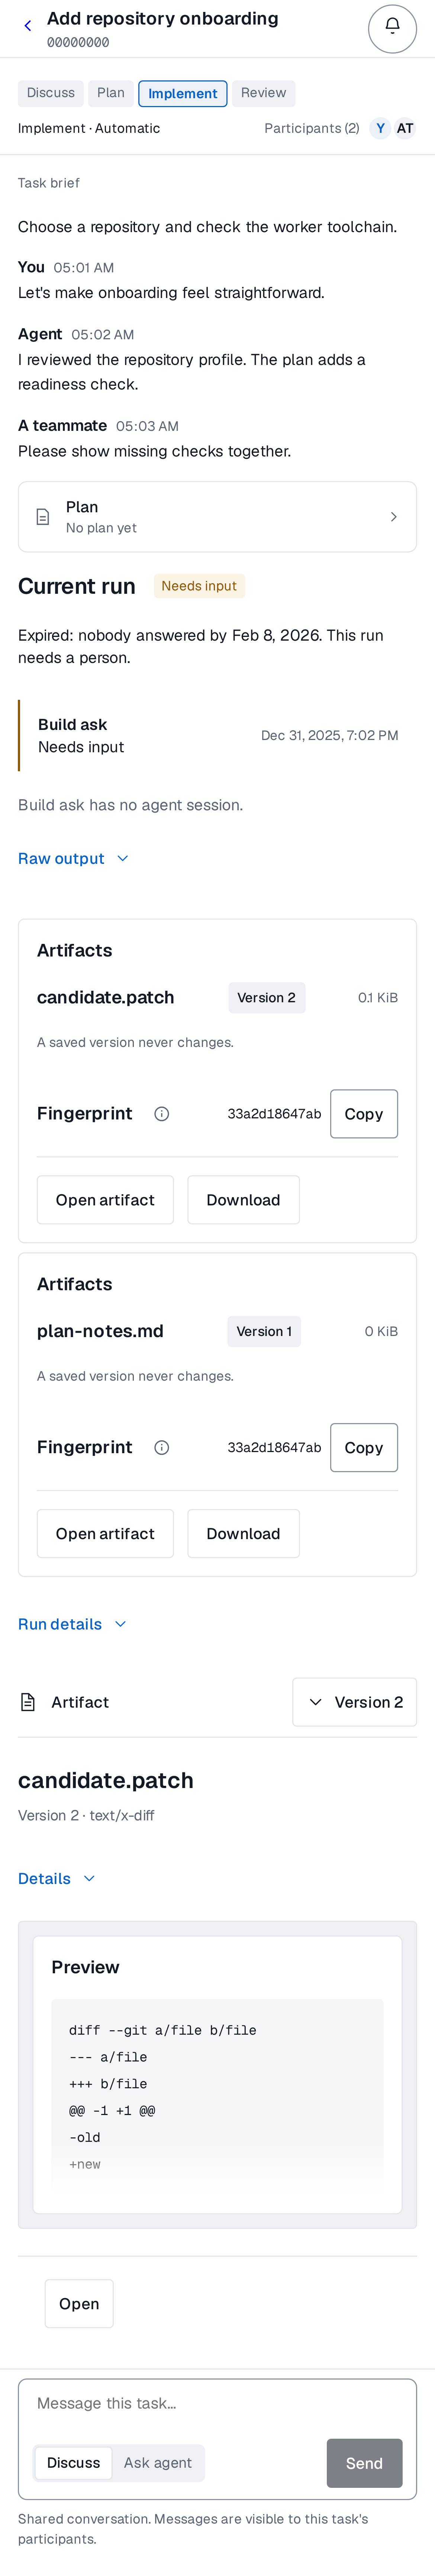 Add repository onboarding
00000000
Discuss Plan Implement Review
Implement · Automatic Participants (2) Y AT
Task brief
Choose a repository and check the worker toolchain.
You 05:01 AM
Let's make onboarding feel straightforward.
Agent 05:02 AM
I reviewed the repository profile. The plan adds a
readiness check.
A teammate 05:03 AM
Please show missing checks together.
Plan
No plan yet
Current run Needs input
Expired: nobody answered by Feb 8, 2026. This run
needs a person.
Build ask
Needs input
Dec 31, 2025, 7:02 PM
Build ask has no agent session.
Raw output
Artifacts
candidate.patch Version 2 0.1 KiB
A saved version never changes.
Fingerprint 33a2d18647ab Copy
Open artifact Download
Artifacts
plan-notes.md Version 1 0 KiB
A saved version never changes.
Fingerprint 33a2d18647ab Copy
Open artifact Download
Run details
Artifact Version 2
candidate.patch
Version 2 · text/x-diff
Details
Preview
diff --git a/file b/file
--- a/file
+++ b/file
@@ -1 +1 @@
-old
+new
Open
Message this task...
Discuss Ask agent Send
Shared conversation. Messages are visible to this task's
participants.